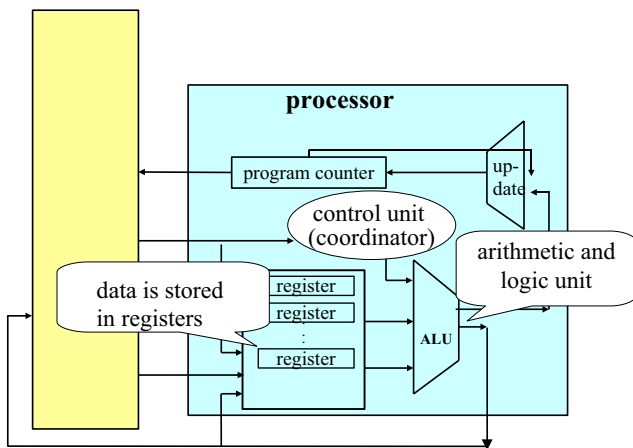 processor
program counter
up-
date
control unit
(coordinator)
arithmetic and
logic unit
data is stored
in registers
register
register
register
ALU